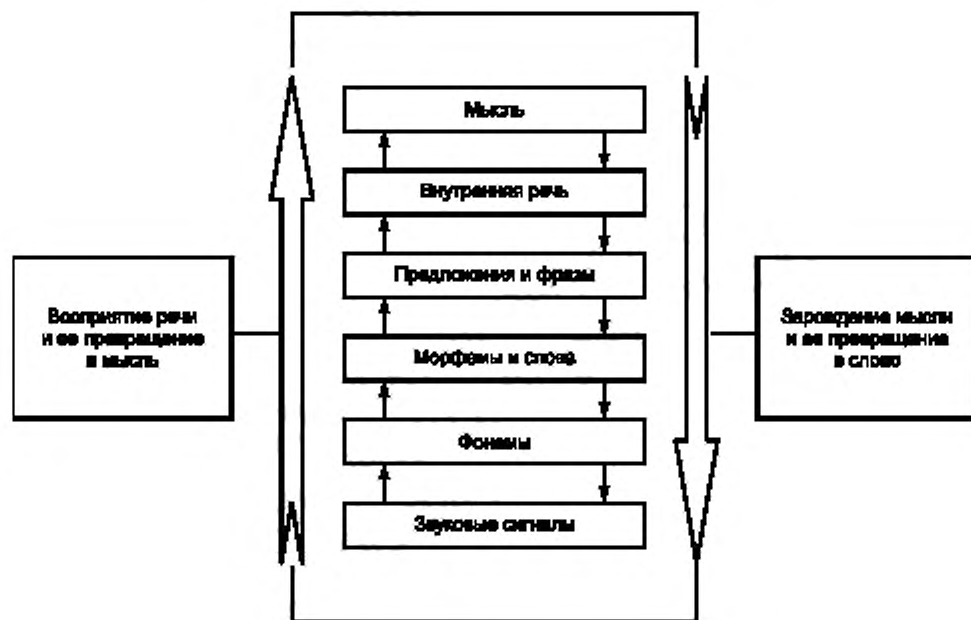 Мысль
Внутренняя речь
Предложения и фразы
Морфемы и слова
Фонемы
Звуковые сигналы
Восприятие речи
и ее превращение
в мысль
Зарождение мысли
и ее превращение
в слово